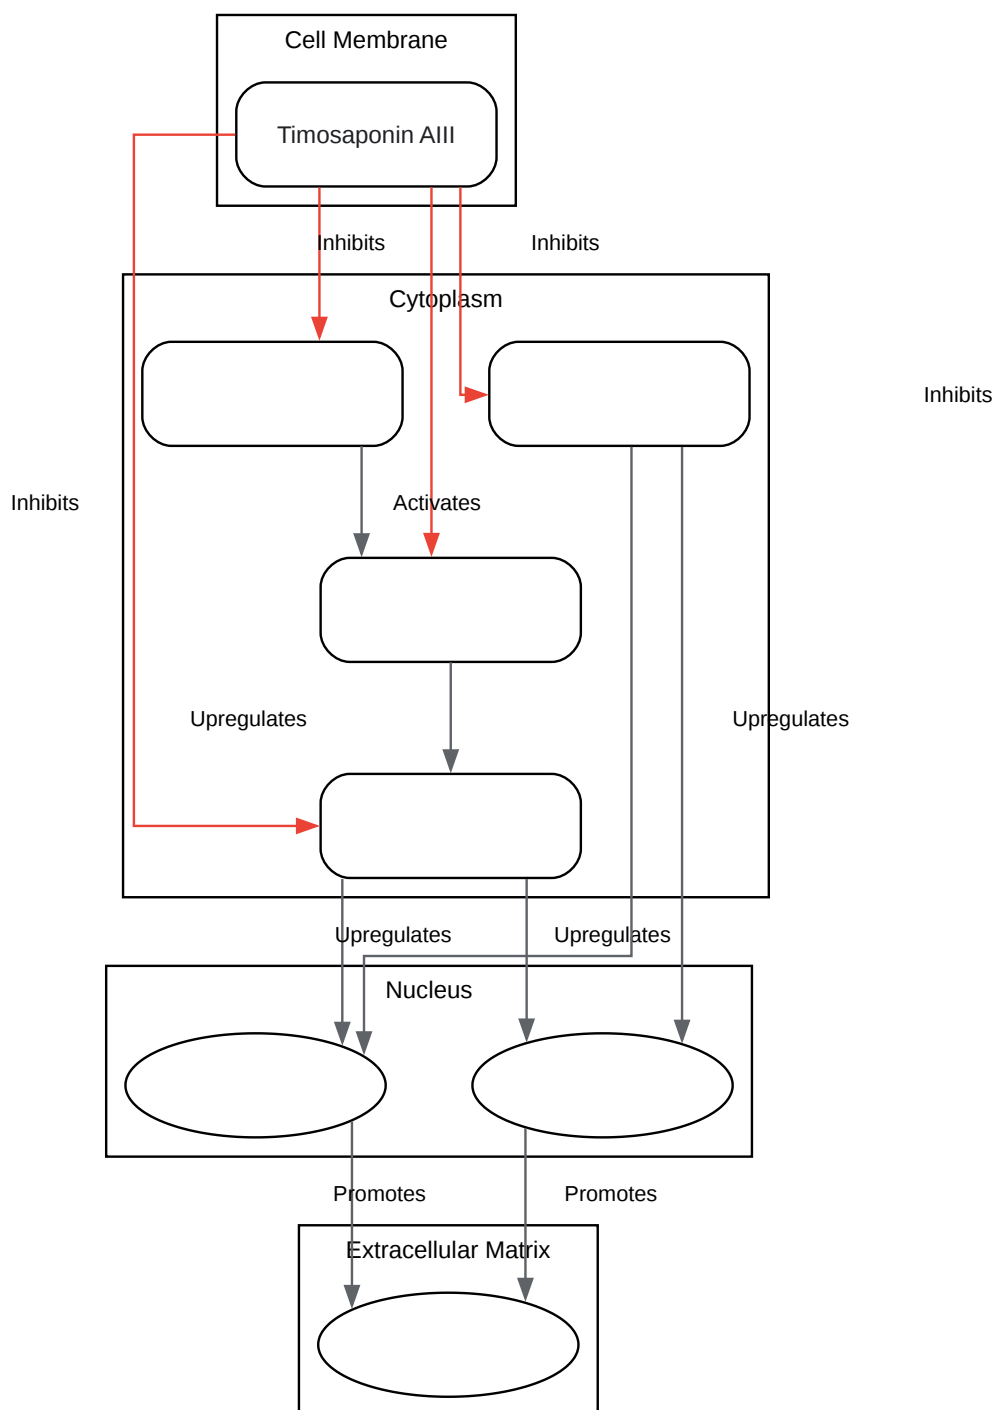 Cell Membrane
Timosaponin AIII
Inhibits
Inhibits
Cytoplasm
Inhibits
Inhibits
Activates
Upregulates
Upregulates
Upregulates
Upregulates
Nucleus
Promotes
Promotes
Extracellular Matrix